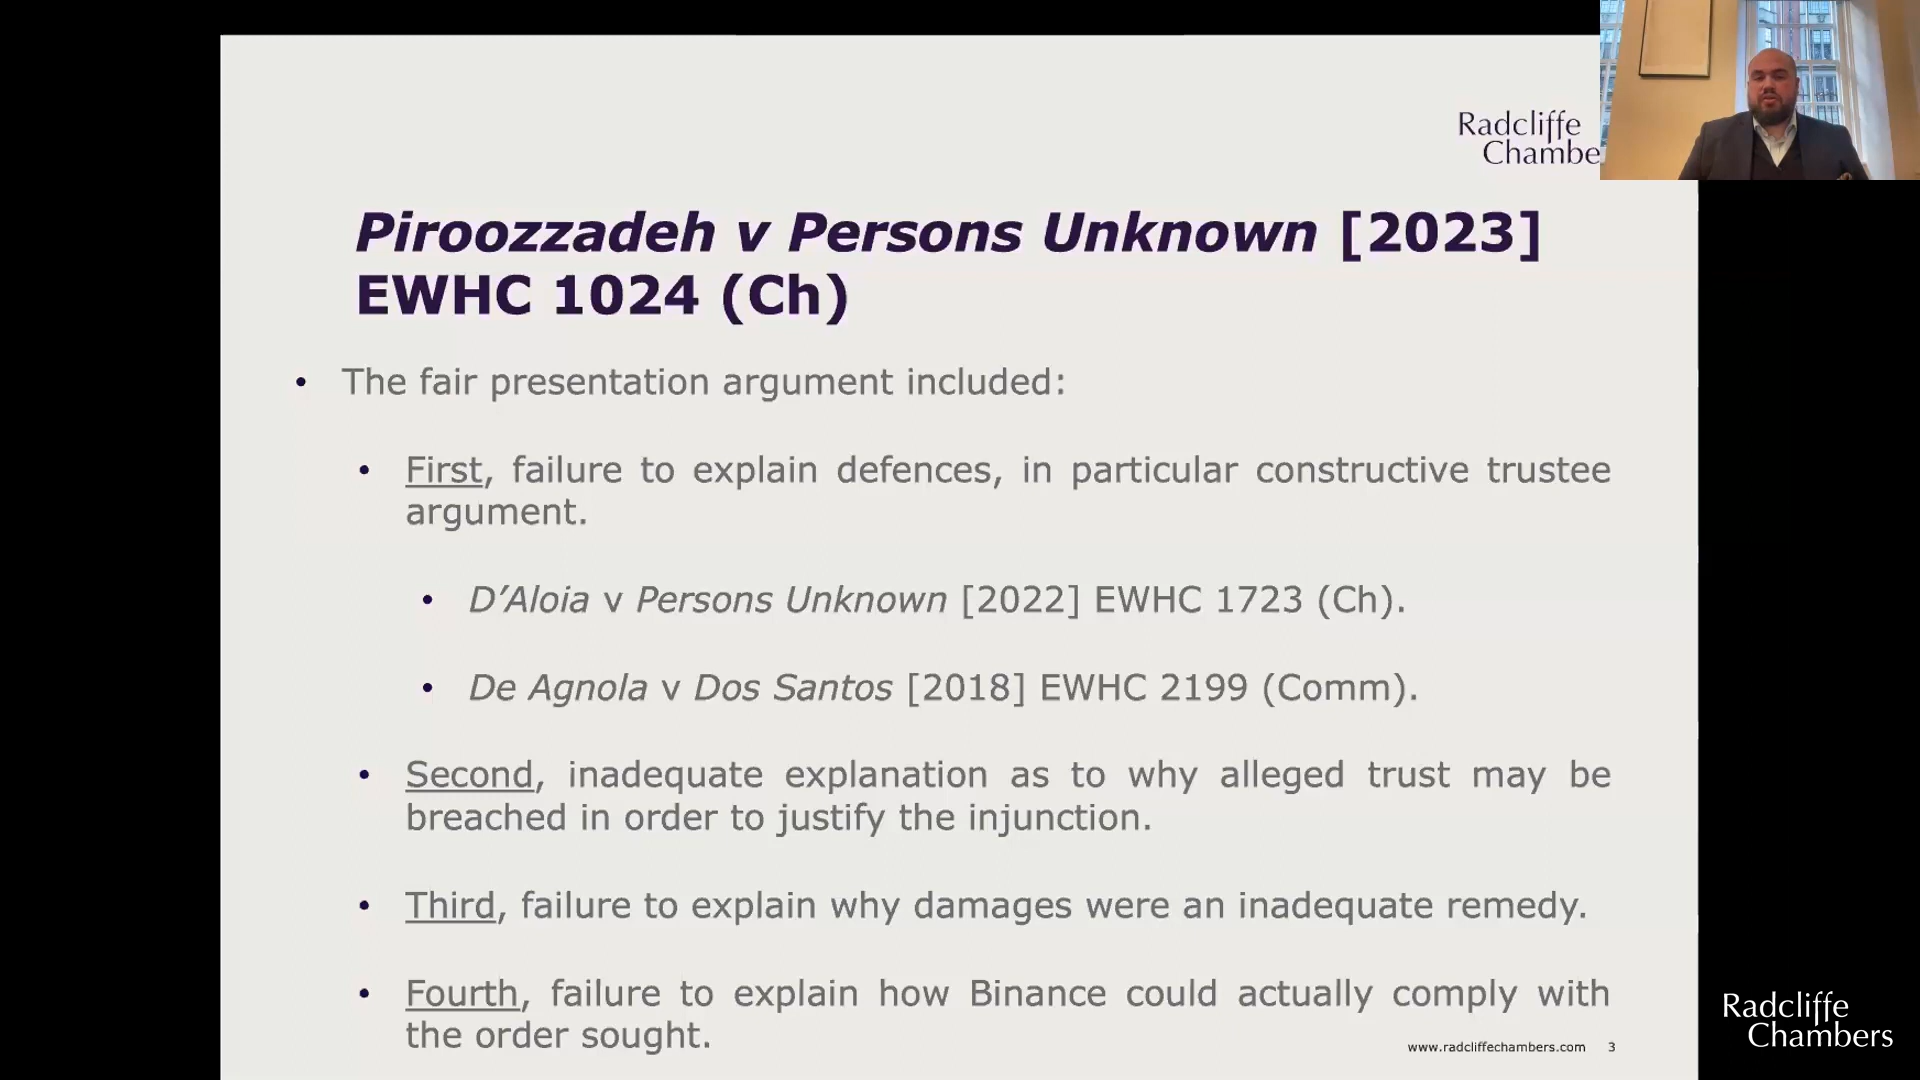 Radcliffe
Chambe
Piroozzadeh v Persons Unknown [2023]
EWHC 1024 (Ch)
• The fair presentation argument included:
• First, failure to explain defences, in particular constructive trustee
argument.
• D’Aloia v Persons Unknown [2022] EWHC 1723 (Ch).
• De Agnola v Dos Santos [2018] EWHC 2199 (Comm).
• Second, inadequate explanation as to why alleged trust may be
breached in order to justify the injunction.
• Third, failure to explain why damages were an inadequate remedy.
• Fourth, failure to explain how Binance could actually comply with
the order sought.
www.radcliffechambers.com 3
Radcliffe
Chambers